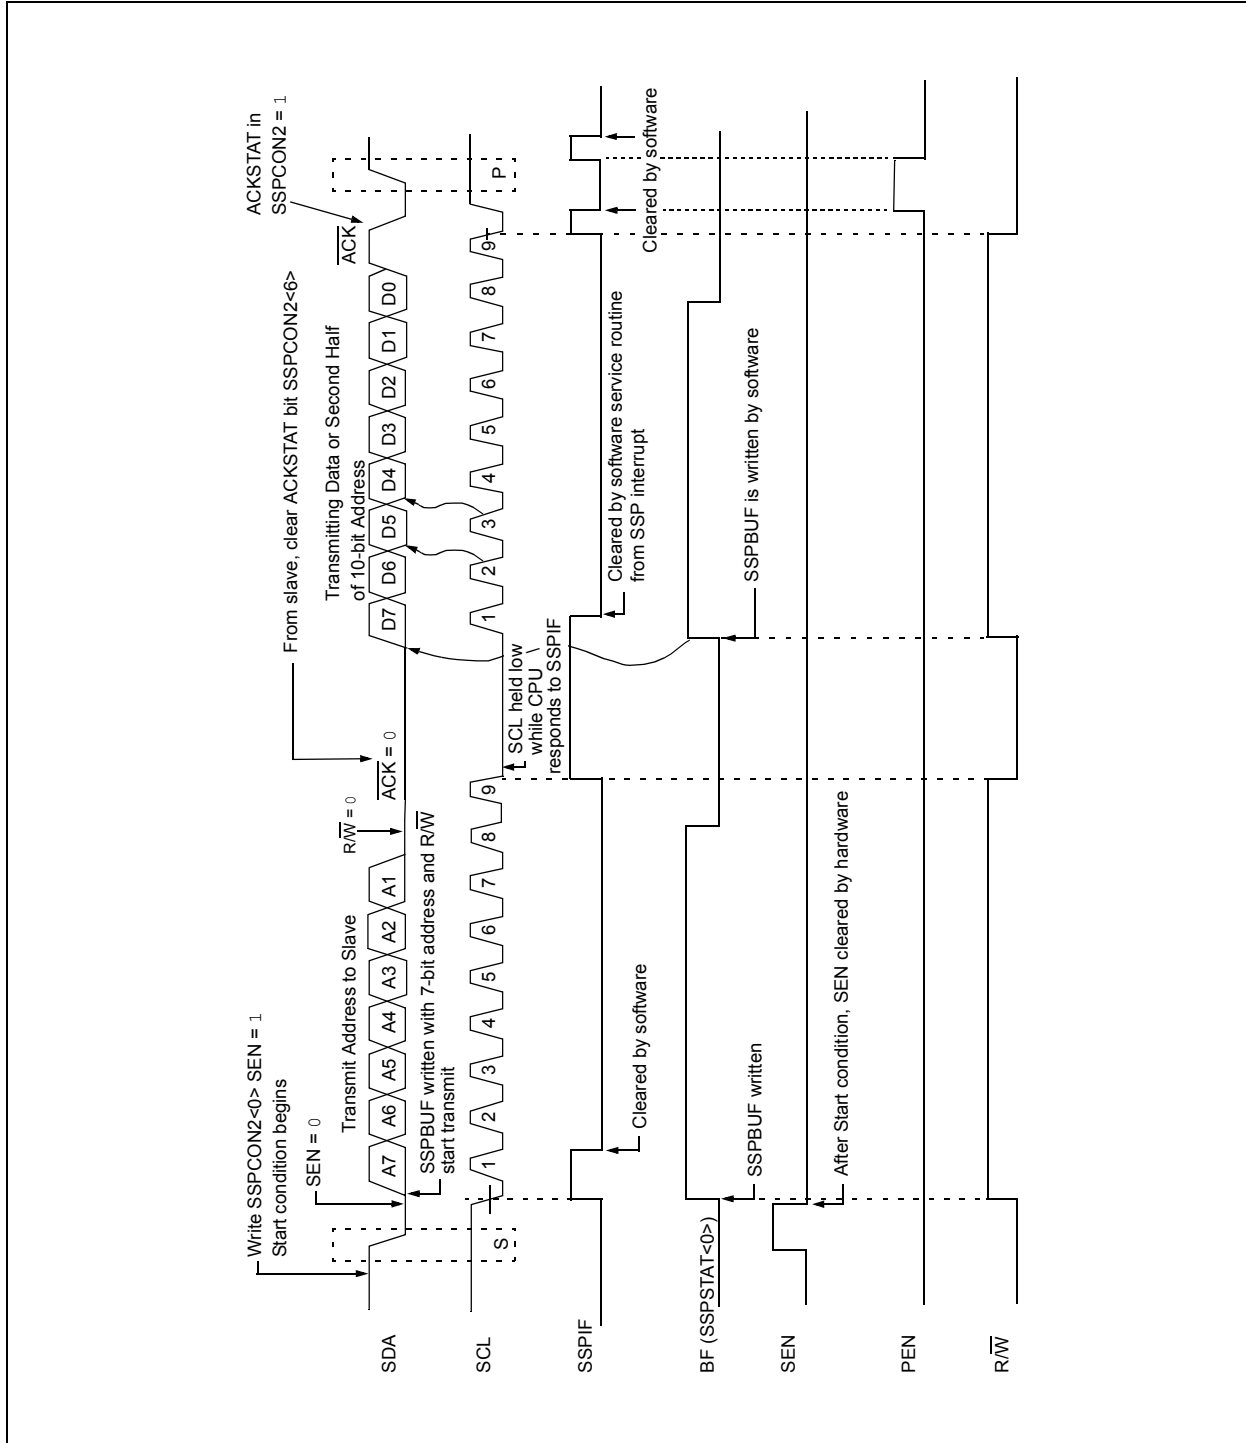 Write SSPCON2<0> SEN = 1
Start condition begins
SEN = 0
From slave, clear ACKSTAT bit SSPCON2<6>
ACKSTAT in
SSPCON2 = 1
Transmit Address to Slave
R/W = 0
Transmitting Data or Second Half
of 10-bit Address
ACK
SDA
A7
A6
A5
A4
A3
A2
A1
ACK = 0
D7
D6
D5
D4
D3
D2
D1
D0
SSPBUF written with 7-bit address and R/W
start transmit
SCL
S
1
2
3
4
5
6
7
8
9
1
2
3
4
5
6
7
8
9
P
SCL held low
while CPU
responds to SSPIF
SSPIF
Cleared by software
Cleared by software service routine
from SSP interrupt
Cleared by software
BF (SSPSTAT<0>)
SSPBUF written
SSPBUF is written by software
SEN
After Start condition, SEN cleared by hardware
PEN
R/W